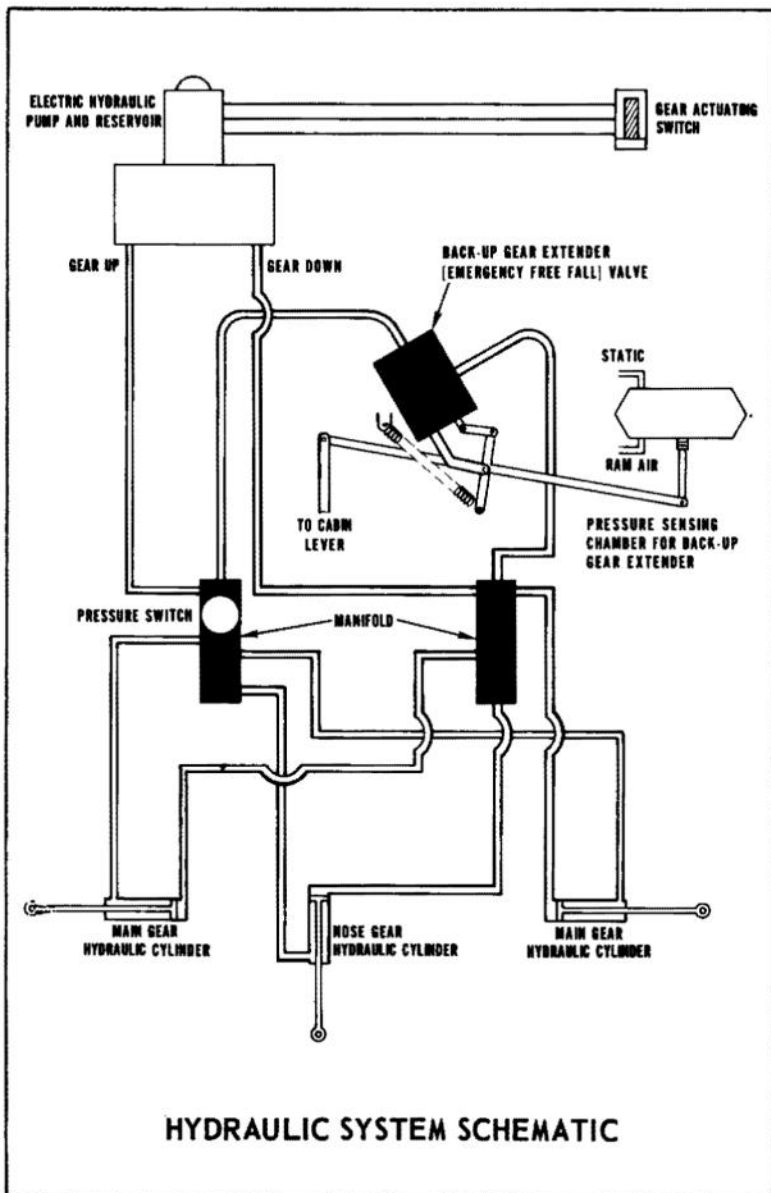 ELECTRIC HYDRAULIC
PUMP AND RESERVOIR
GEAR ACTUATING
SWITCH
GEAR UP
GEAR DOWN
BACK-UP GEAR EXTENDER
(EMERGENCY FREE FALL) VALVE
STATIC
RAM AIR
TO CABIN
LEVER
PRESSURE SENSING
CHAMBER FOR BACK-UP
GEAR EXTENDER
PRESSURE SWITCH
MANIFOLD
MAIN GEAR
HYDRAULIC CYLINDER
NOSE GEAR
HYDRAULIC CYLINDER
MAIN GEAR
HYDRAULIC CYLINDER
HYDRAULIC SYSTEM SCHEMATIC